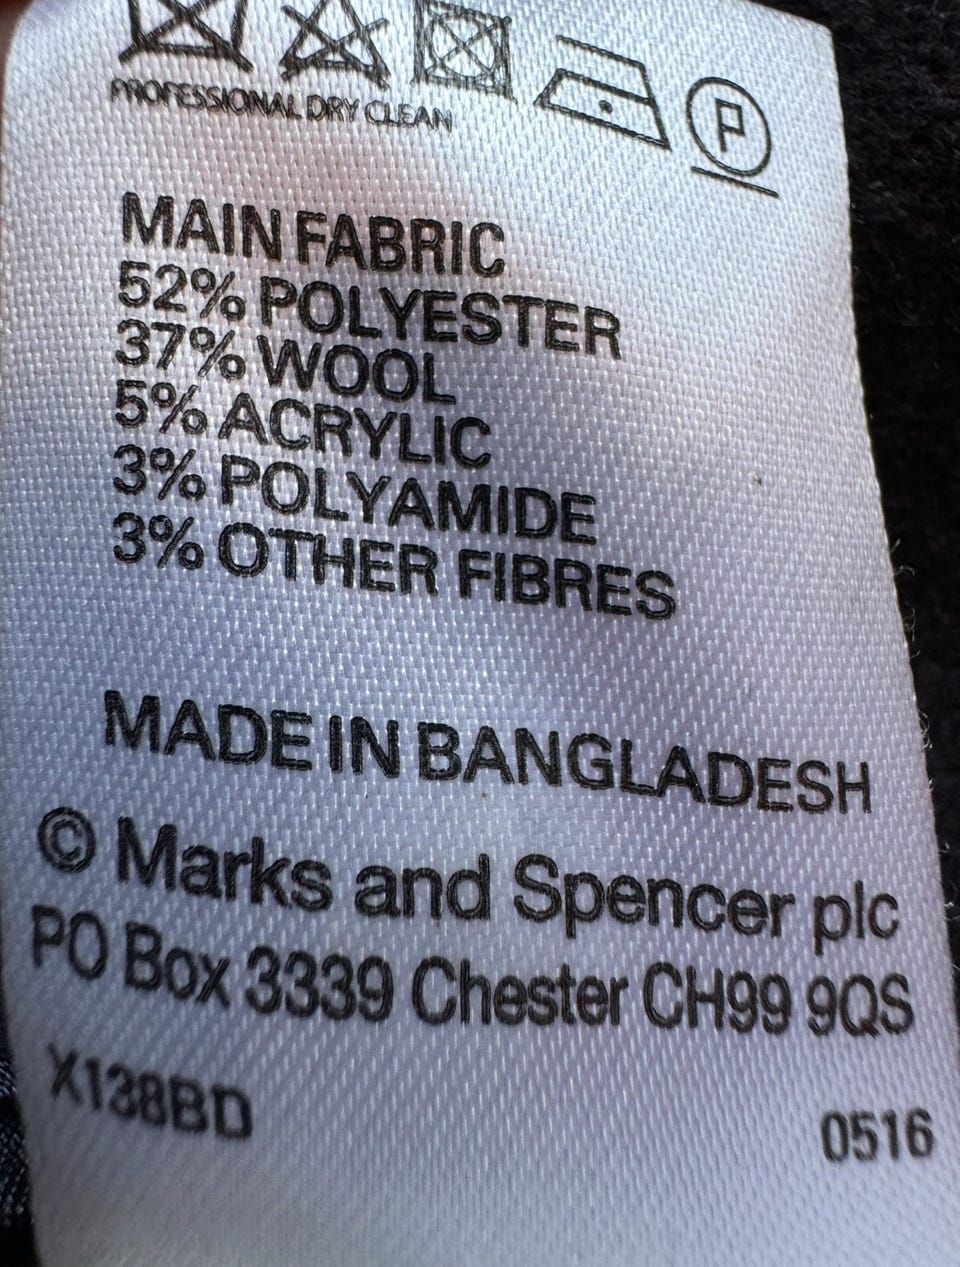 PROFESSIONAL DRY CLEAN
P
MAIN FABRIC
52% POLYESTER
37% WOOL
5% ACRYLIC
3% POLYAMIDE
3% OTHER FIBRES
MADE IN BANGLADESH
© Marks and Spencer plc
PO Box 3339 Chester CH99 9QS
X138BD
0516